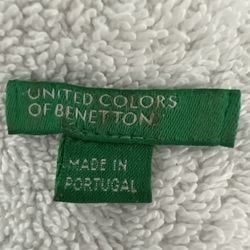 UNITED COLORS
OF BENETTON
MADE IN
PORTUGAL